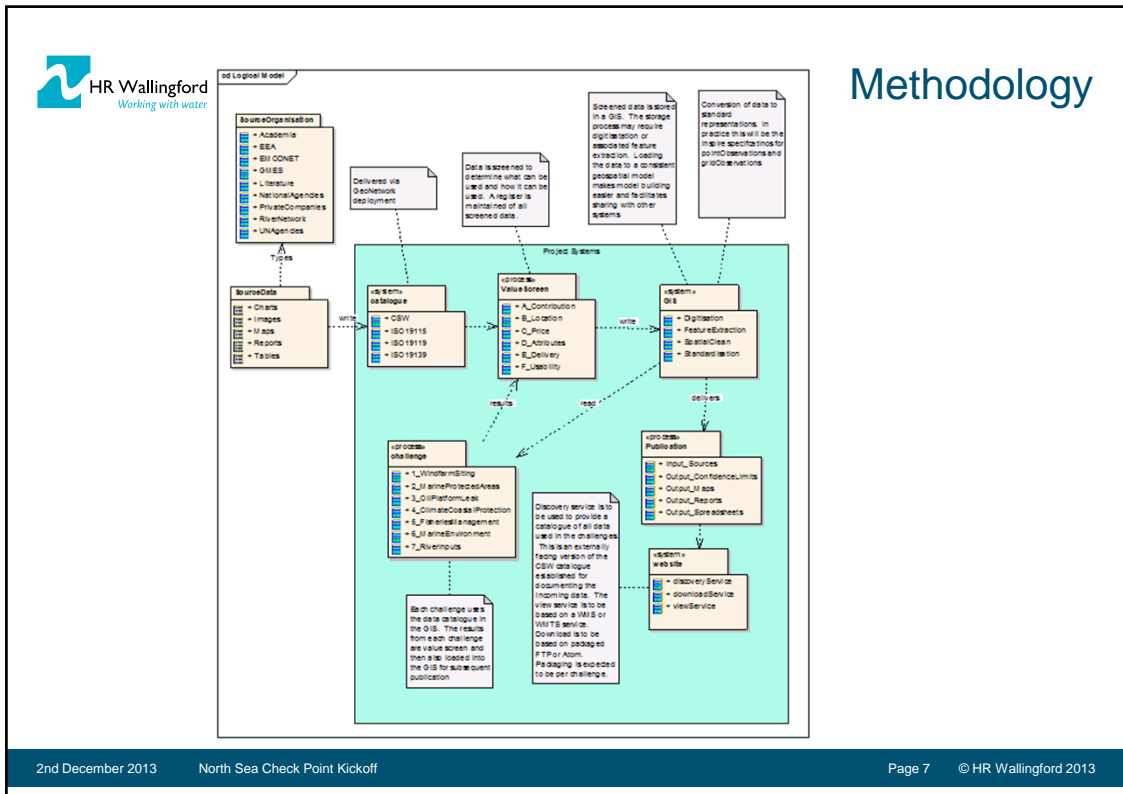 HR Wallingford
Working with water
Methodology
od Logical Model
SourceOrganisation
+ Academia
+ EEA
+ EMODNET
+ GMES
+ Literature
+ NationalAgencies
+ PrivateCompanies
+ RiverNetwork
+ UNAgencies
Types
SourceData
+ Charts
+ Images
+ Maps
+ Reports
+ Tables
write
Delivered via
GeoNetwork
deployment
Data is screened to
determine what can be
used and how it can be
used. A register is
maintained of all
screened data.
Screened data is stored
in a GIS. The storage
process may require
digitisatation or
associated feature
extraction. Loading
the data to a consistent
geospatial model
makes model building
easier and facilitates
sharing with other
systems
Conversion of data to
standard
representations. In
practice this will be the
Inspire specifcatinos for
pointObservations and
gridObservations
Project Systems
«system»
catalogue
+ CSW
+ ISO19115
+ ISO19119
+ ISO19139
«process»
ValueScreen
+ A_Contribution
+ B_Location
+ C_Price
+ D_Attributes
+ E_Delivery
+ F_Usability
write
«system»
GIS
+ Digitisation
+ FeatureExtraction
+ SpatialClean
+ Standardisation
results
read
delivers
«process»
challenge
+ 1_WindfarmSiting
+ 2_MarineProtectedAreas
+ 3_OilPlatformLeak
+ 4_ClimateCoastalProtection
+ 5_FisheriesManagement
+ 6_MarineEnvironment
+ 7_RiverInputs
«process»
Publication
+ Input_Sources
+ Output_ConfidenceLimits
+ Output_Maps
+ Output_Reports
+ Output_Spreadsheets
Discovery service is to
be used to provide a
catalogue of all data
used in the challenges.
This is an externally
facing version of the
CSW catalogue
established for
documenting the
incoming data. The
view service is to be
based on a WMS or
WMTS service.
Download is to be
based on packaged
FTP or Atom.
Packaging is expected
to be per challenge.
«system»
website
+ discoveryService
+ downloadService
+ viewService
Each challenge uses
the data catalogue in
the GIS. The results
from each challenge
are value screen and
then also loaded into
the GIS for subsequent
publication
2nd December 2013
North Sea Check Point Kickoff
Page 7
© HR Wallingford 2013